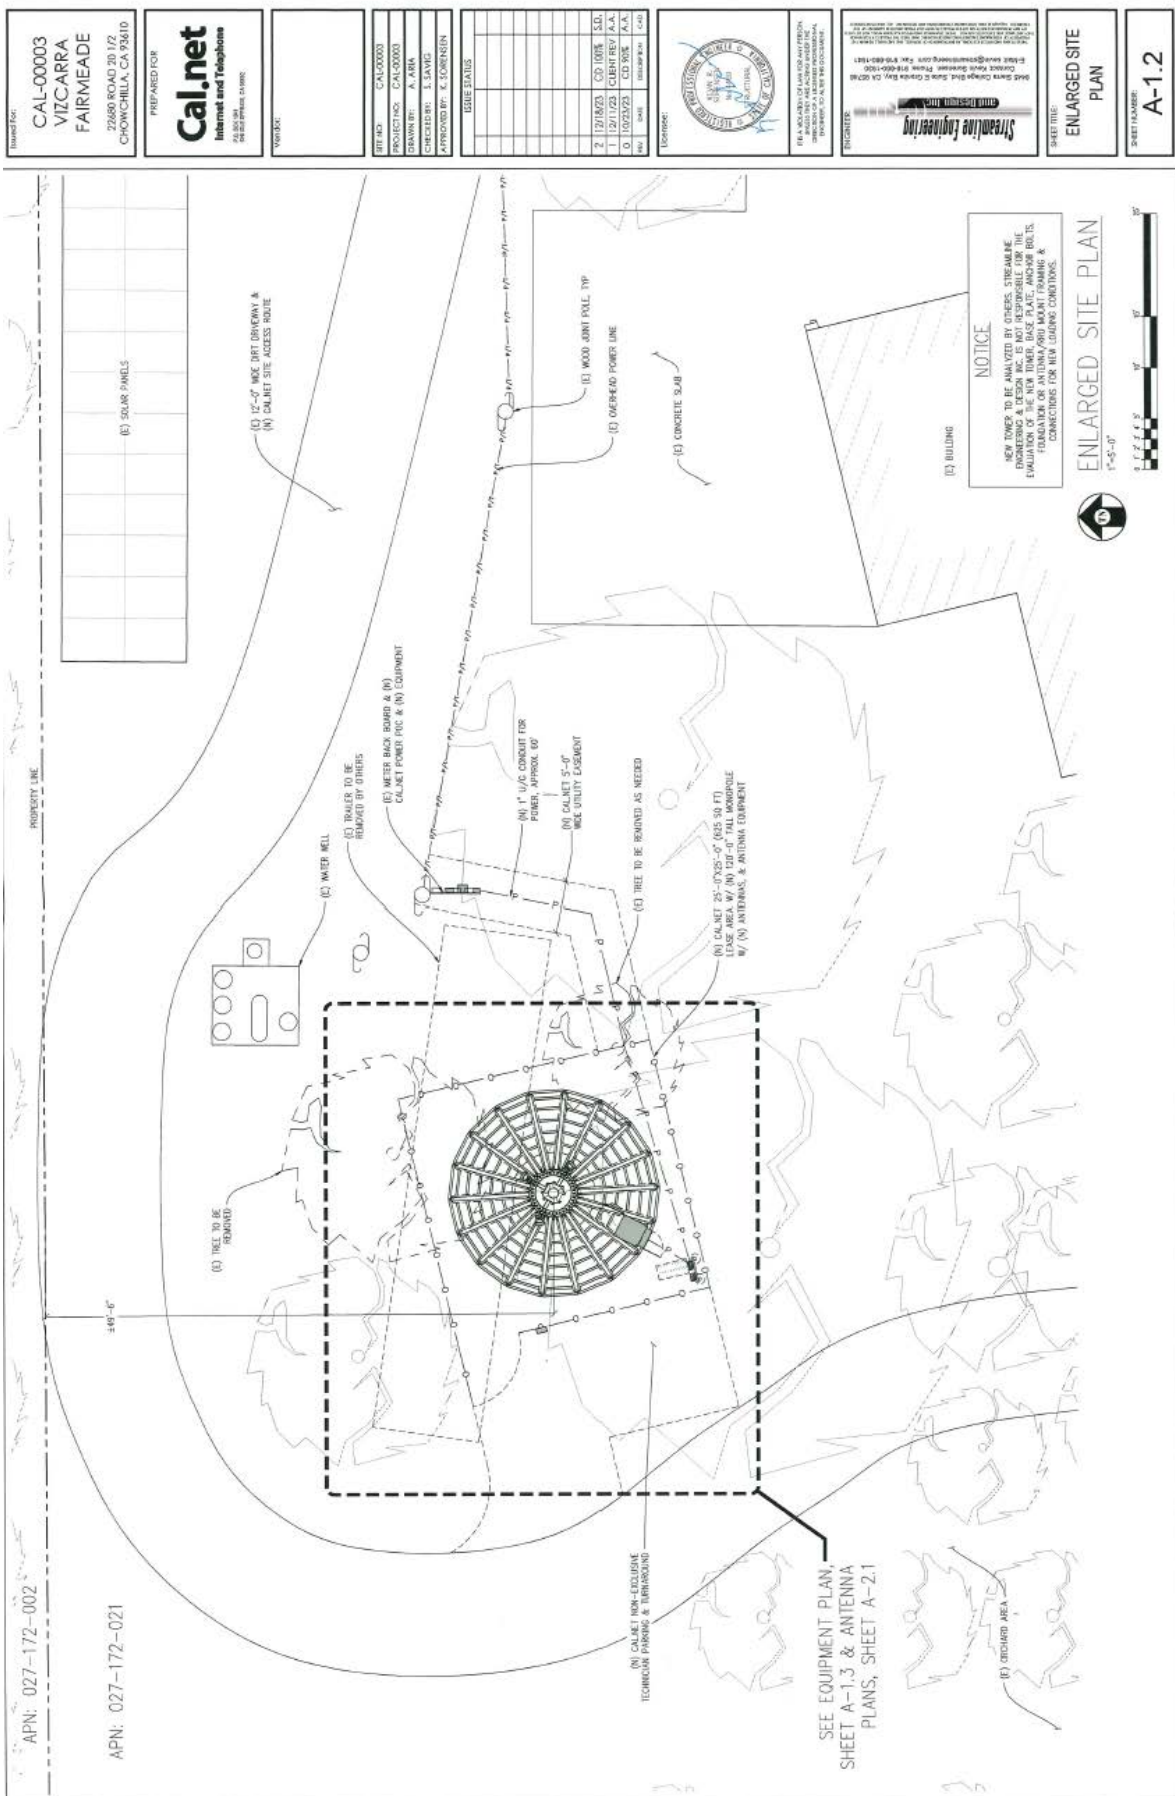 Issued For:
CAL-00003
VIZCARRA
FAIRMEADE
22680 ROAD 20 1/2
CHOWCHILLA, CA 93610
PREPARED FOR
Cal.net
Internet and Telephone
Vendor:
SITE NO: CAL-00003
PROJECT NO: CAL-00003
DRAWN BY: A. ARIA
CHECKED BY: S. SAVIG
APPROVED BY: K. SORENSEN
ISSUE STATUS
2 12/18/23 CD 100% S.D.
1 12/11/23 CLIENT REV A.A.
0 10/23/23 CD 90% A.A.
REV DATE DESCRIPTION CAD
Licensee:
ENGINEER:
Streamline Engineering
and Design Inc.
SHEET TITLE:
ENLARGED SITE
PLAN
SHEET NUMBER:
A-1.2
APN: 027-172-002
APN: 027-172-021
PROPERTY LINE
±49'-6"
(E) SOLAR PANELS
(E) 12'-0" WIDE DIRT DRIVEWAY &
(N) CALNET SITE ACCESS ROUTE
(E) WATER WELL
(E) TREE TO BE
REMOVED
(E) TRAILER TO BE
REMOVED BY OTHERS
(E) METER BACK BOARD & (N)
CALNET POWER POC & (N) EQUIPMENT
(N) 1" U/G CONDUIT FOR
POWER, APPROX. 60'
(N) CALNET 5'-0"
WIDE UTILITY EASEMENT
(E) TREE TO BE REMOVED AS NEEDED
(N) CALNET 25'-0"X25'-0" (625 SQ FT)
LEASE AREA W/ (N) 120'-0" TALL MONOPOLE
W/ (N) ANTENNAS, & ANTENNA EQUIPMENT
(E) WOOD JOINT POLE, TYP
(E) OVERHEAD POWER LINE
(E) CONCRETE SLAB
(E) BUILDING
(N) CALNET NON-EXCLUSIVE
TECHNICIAN PARKING & TURNAROUND
SEE EQUIPMENT PLAN,
SHEET A-1.3 & ANTENNA
PLANS, SHEET A-2.1
(E) ORCHARD AREA
NOTICE
NEW TOWER TO BE ANALYZED BY OTHERS. STREAMLINE
ENGINEERING & DESIGN INC. IS NOT RESPONSIBLE FOR THE
EVALUATION OF THE NEW TOWER, BASE PLATE, ANCHOR BOLTS,
FOUNDATION OR ANTENNA/RRU MOUNT FRAMING &
CONNECTIONS FOR NEW LOADING CONDITIONS.
ENLARGED SITE PLAN
1"=5'-0"
TN